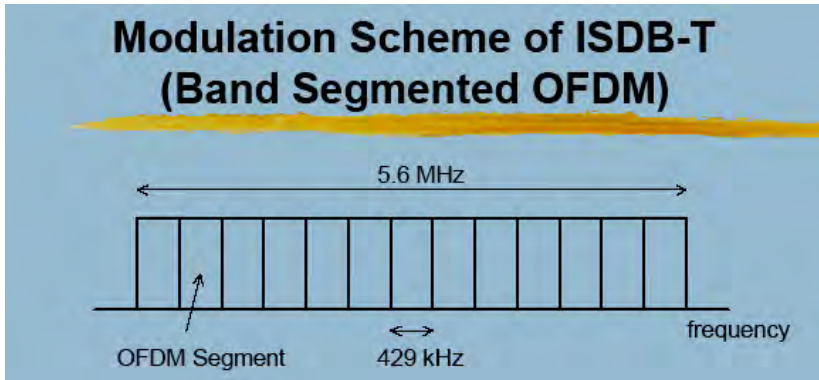 Modulation Scheme of ISDB-T
(Band Segmented OFDM)
5.6 MHz
frequency
OFDM Segment
429 kHz